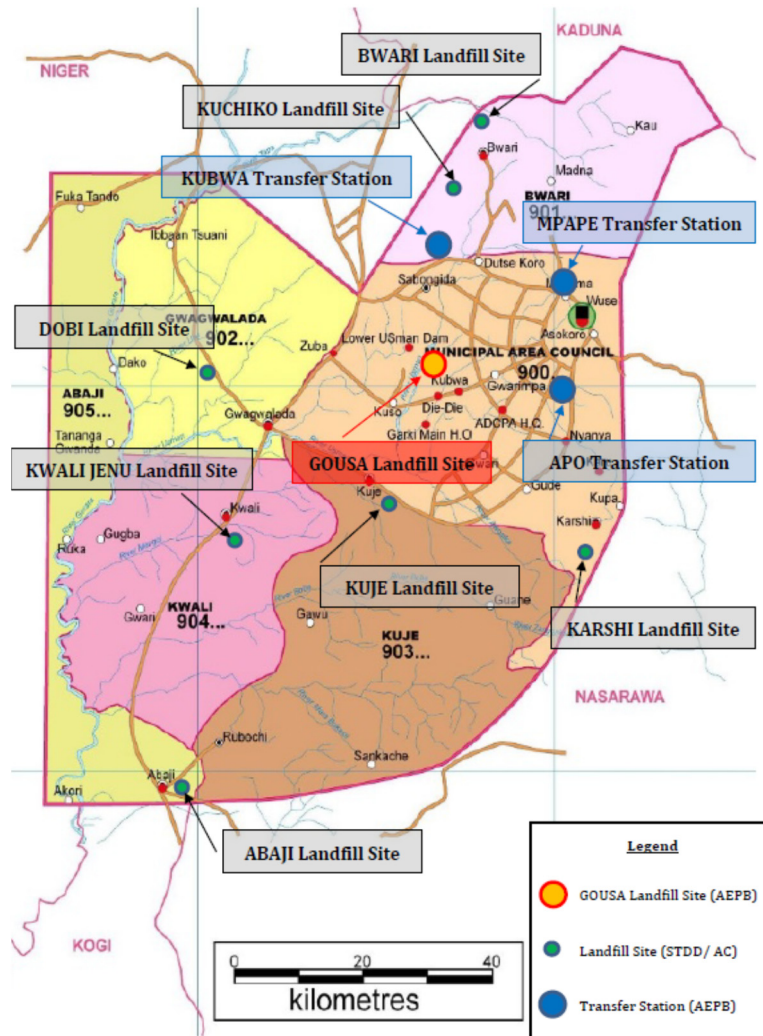 KADUNA
BWARI Landfill Site
NIGER
KUCHIKO Landfill Site
Kau
Bwari
KUBWA Transfer Station
Madna
BWARI
901...
Fuka Tando
MPAPE Transfer Station
Ibbaan Tsuani
Dutse Koro
Sabongida
Wuse
GWAGWALADA
902...
DOBI Landfill Site
Asokoro
Zuba
Lower USman Dam
MUNICIPAL AREA COUNCIL
900...
Dako
Kubwa
Gwarimpa
ABAJI
905...
Kuso
Die-Die
ADCPA H.Q.
Gwagwalada
Garki Main H.O
Nyanya
Tananga
Gwanda
KWALI JENU Landfill Site
GOUSA Landfill Site
APO Transfer Station
Kuje
Gude
Kwali
Kupa
Karshi
Ruka
Gugba
KUJE Landfill Site
Gwari
KWALI
904...
Guane
Gawu
KUJE
903...
KARSHI Landfill Site
NASARAWA
Rubochi
Sankache
Abaji
Akori
ABAJI Landfill Site
KOGI
Legend
GOUSA Landfill Site (AEPB)
Landfill Site (STDD/ AC)
Transfer Station (AEPB)
0 20 40
kilometres